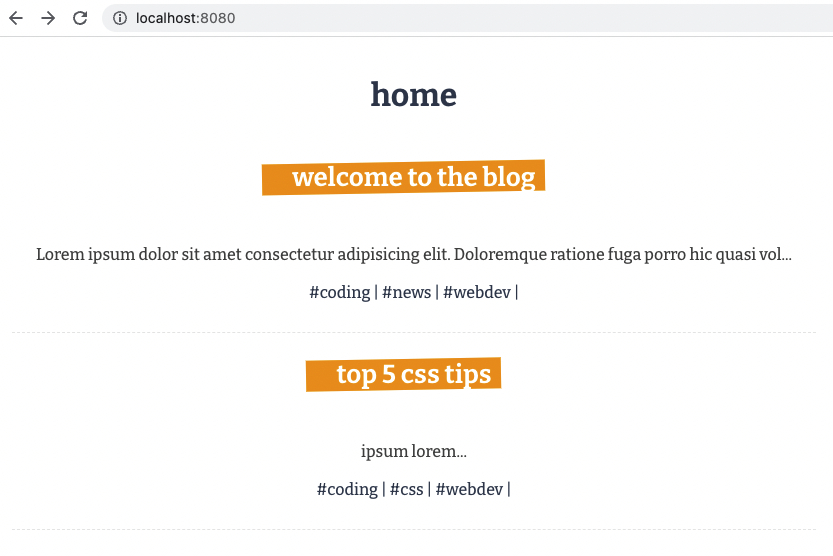 localhost:8080
home
welcome to the blog
Lorem ipsum dolor sit amet consectetur adipisicing elit. Doloremque ratione fuga porro hic quasi vol...
#coding | #news | #webdev |
top 5 css tips
ipsum lorem...
#coding | #css | #webdev |